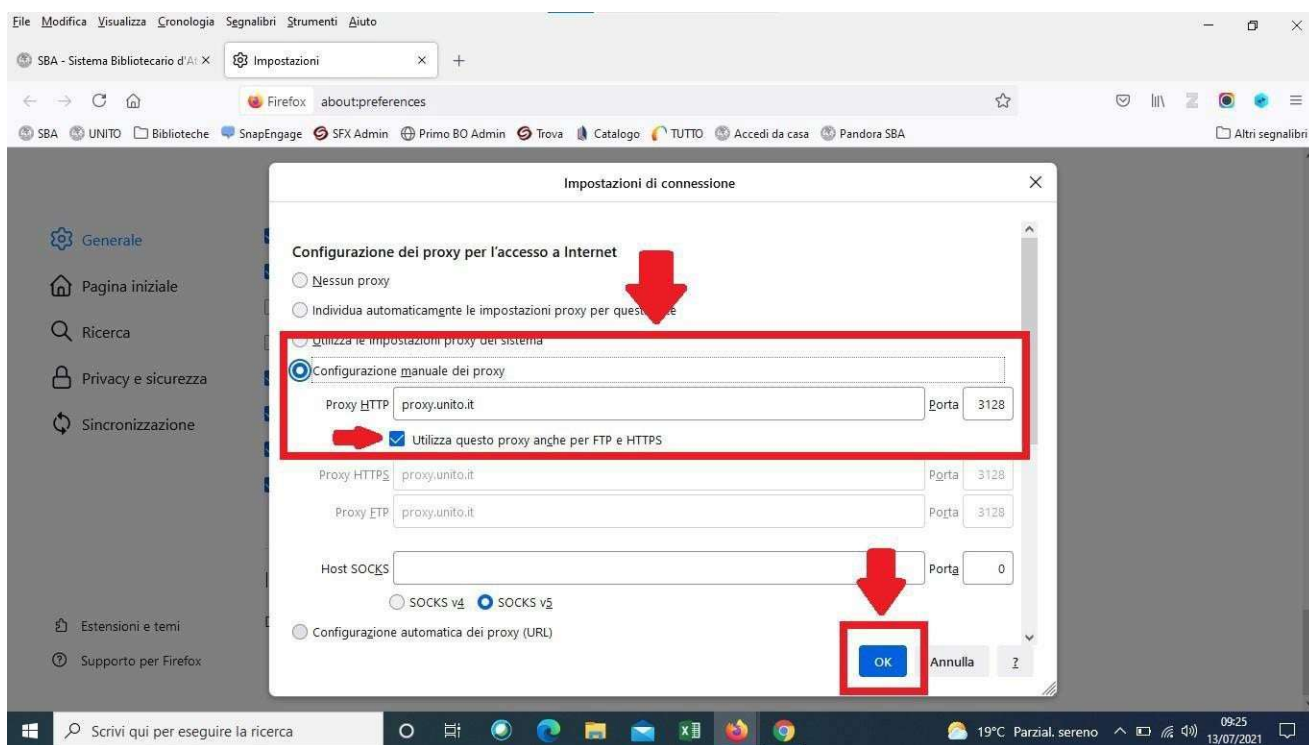 File Modifica Visualizza Cronologia Segnalibri Strumenti Aiuto
SBA - Sistema Bibliotecario d'At Impostazioni
Firefox about:preferences
SBA UNITO Biblioteche SnapEngage SFX Admin Primo BO Admin Trova Catalogo TUTTO Accedi da casa Pandora SBA Altri segnalibri
Impostazioni di connessione
Generale
Pagina iniziale
Ricerca
Privacy e sicurezza
Sincronizzazione
Estensioni e temi
Supporto per Firefox
Configurazione dei proxy per l'accesso a Internet
Nessun proxy
Individua automaticamente le impostazioni proxy per
Utilizza le impostazioni proxy del sistema
Configurazione manuale dei proxy
Proxy HTTP proxy.unito.it Porta 3128
Utilizza questo proxy anche per FTP e HTTPS
Proxy HTTPS proxy.unito.it Porta 3128
Proxy FTP proxy.unito.it Porta 3128
Host SOCKS Porta 0
SOCKS v4 SOCKS v5
Configurazione automatica dei proxy (URL)
OK Annulla ?
Scrivi qui per eseguire la ricerca 19°C Parzial. sereno 09:25
13/07/2021